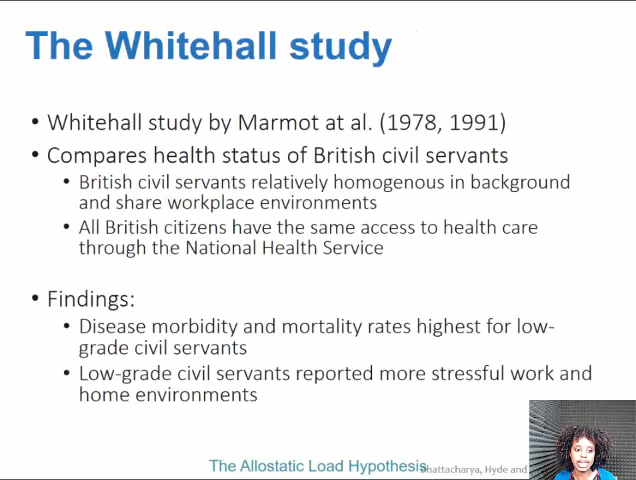 The Whitehall study
• Whitehall study by Marmot at al. (1978, 1991)
• Compares health status of British civil servants
• British civil servants relatively homogenous in background
and share workplace environments
• All British citizens have the same access to health care
through the National Health Service
• Findings:
• Disease morbidity and mortality rates highest for low-
grade civil servants
• Low-grade civil servants reported more stressful work and
home environments
The Allostatic Load Hypothesis
Bhattacharya, Hyde and